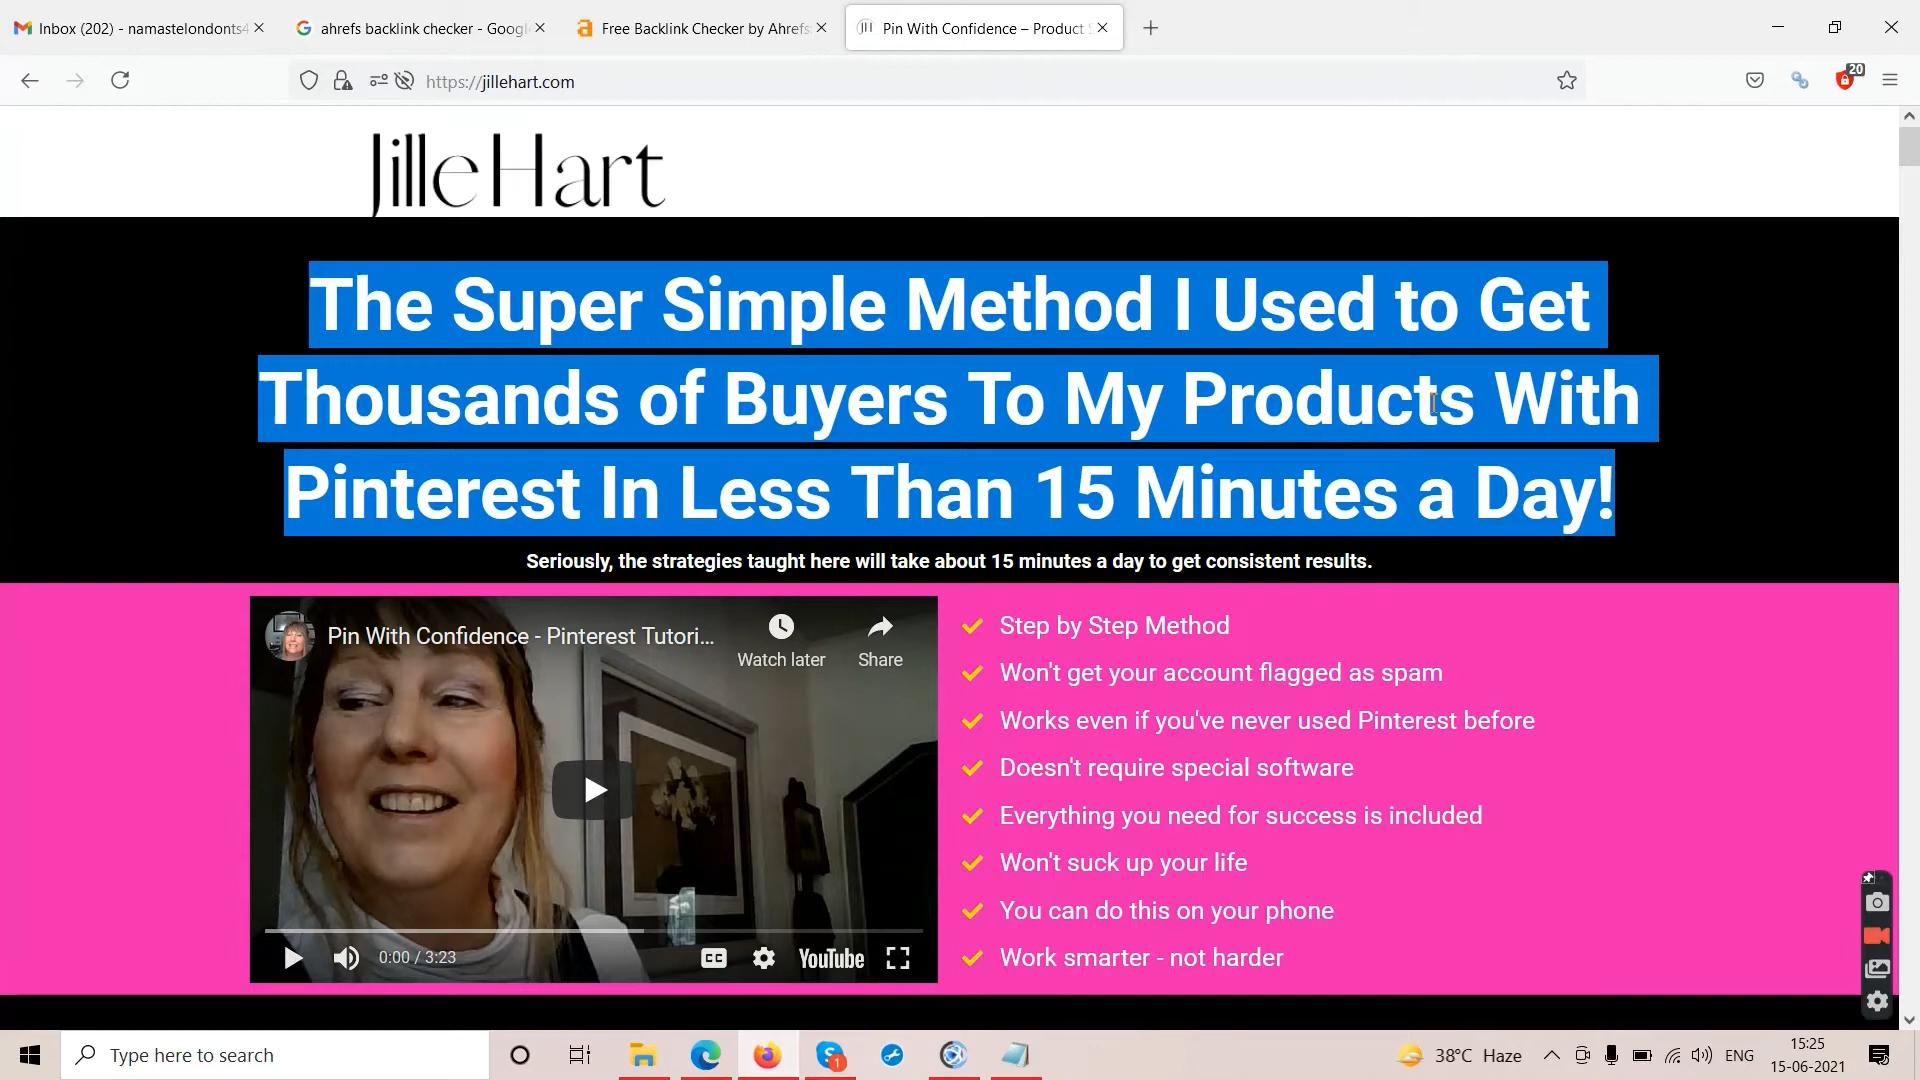 Inbox (202) - namastelondonts4
ahrefs backlink checker - Googl
Free Backlink Checker by Ahrefs
Pin With Confidence – Product S
https://jillehart.com
20
Jille Hart
The Super Simple Method I Used to Get
Thousands of Buyers To My Products With
Pinterest In Less Than 15 Minutes a Day!
Seriously, the strategies taught here will take about 15 minutes a day to get consistent results.
Pin With Confidence - Pinterest Tutori...
Watch later
Share
0:00 / 3:23
CC
YouTube
Step by Step Method
Won't get your account flagged as spam
Works even if you've never used Pinterest before
Doesn't require special software
Everything you need for success is included
Won't suck up your life
You can do this on your phone
Work smarter - not harder
Type here to search
1
38°C Haze
ENG
15:25
15-06-2021